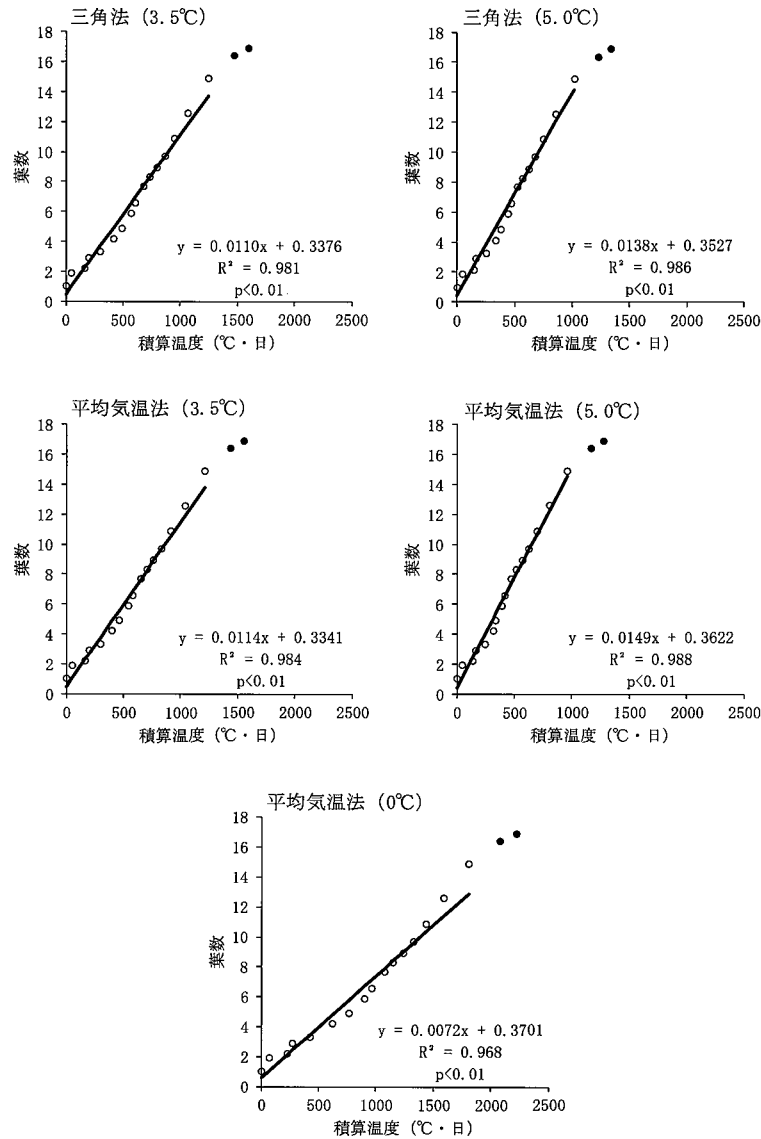 三角法 (3.5℃)
18
16
14
12
10
8
6
4
2
0
葉数
y = 0.0110x + 0.3376
R² = 0.981
p<0.01
0 500 1000 1500 2000 2500
積算温度 (℃・日)
三角法 (5.0℃)
18
16
14
12
10
8
6
4
2
0
葉数
y = 0.0138x + 0.3527
R² = 0.986
p<0.01
0 500 1000 1500 2000 2500
積算温度 (℃・日)
平均気温法 (3.5℃)
18
16
14
12
10
8
6
4
2
0
葉数
y = 0.0114x + 0.3341
R² = 0.984
p<0.01
0 500 1000 1500 2000 2500
積算温度 (℃・日)
平均気温法 (5.0℃)
18
16
14
12
10
8
6
4
2
0
葉数
y = 0.0149x + 0.3622
R² = 0.988
p<0.01
0 500 1000 1500 2000 2500
積算温度 (℃・日)
平均気温法 (0℃)
18
16
14
12
10
8
6
4
2
0
葉数
y = 0.0072x + 0.3701
R² = 0.968
p<0.01
0 500 1000 1500 2000 2500
積算温度 (℃・日)